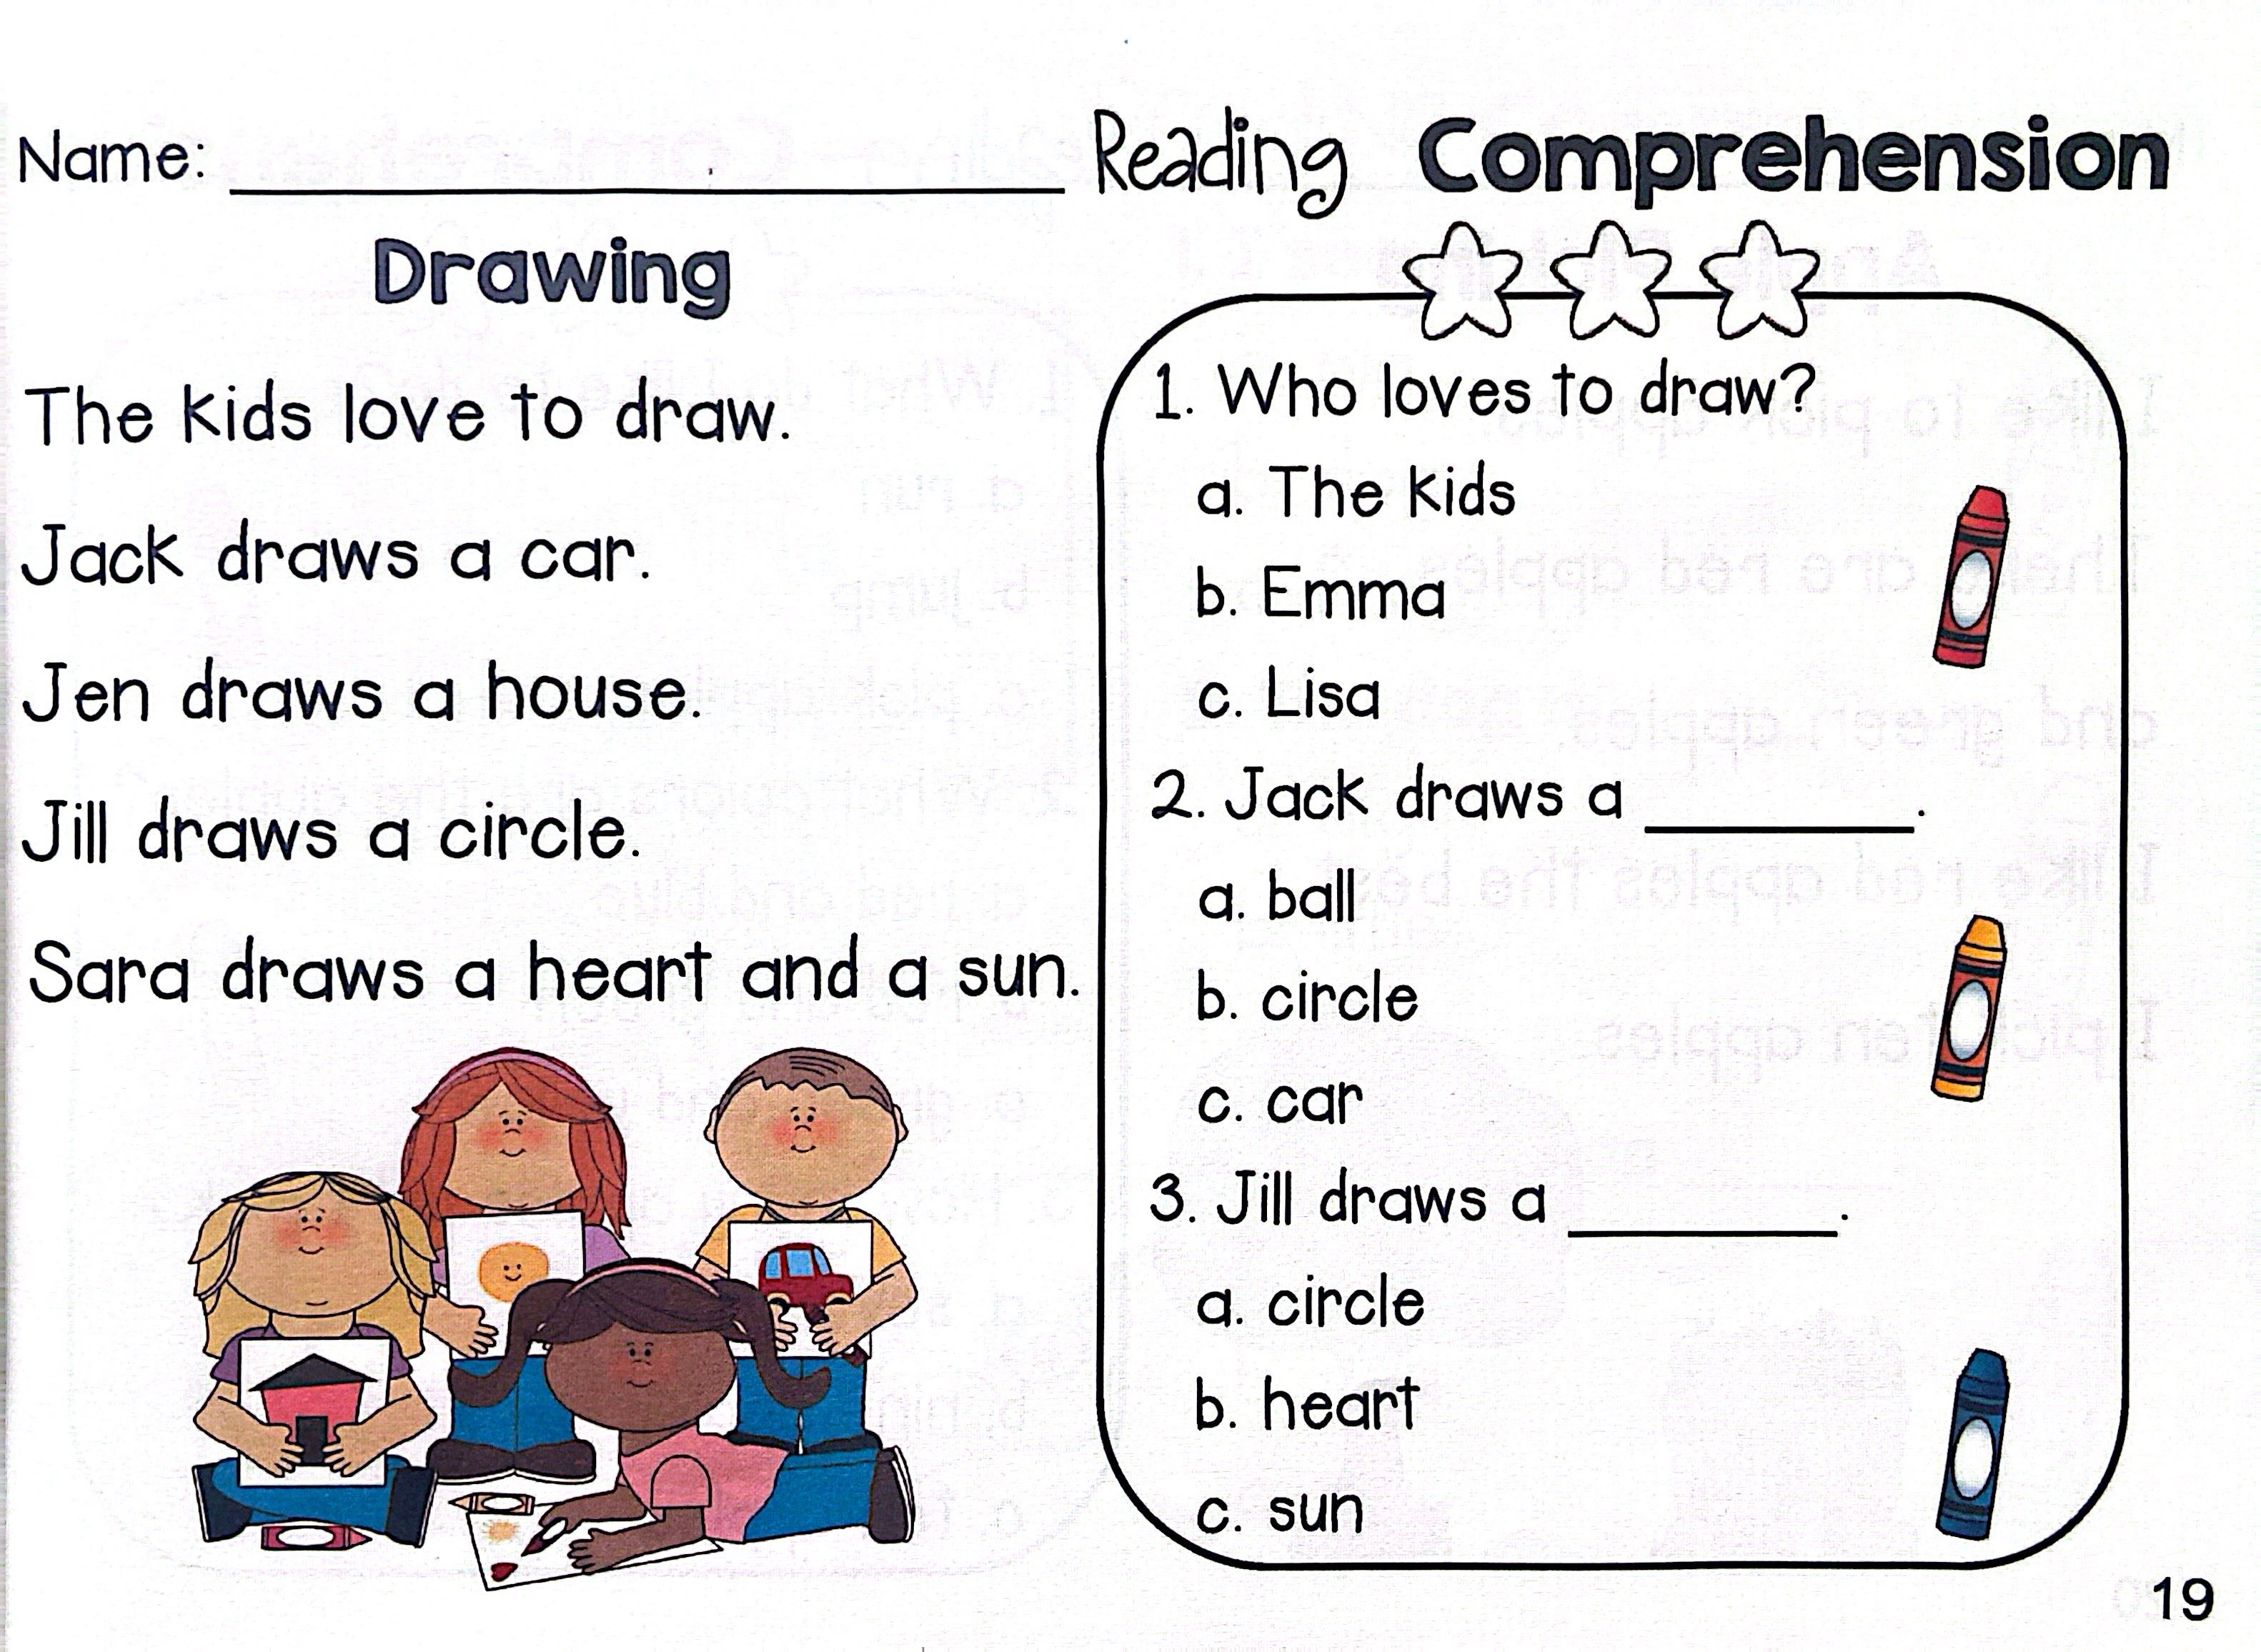 Name: ____________ Reading Comprehension
Drawing
The kids love to draw.
Jack draws a car.
Jen draws a house.
Jill draws a circle.
Sara draws a heart and a sun.
1. Who loves to draw?
a. The kids
b. Emma
c. Lisa
2. Jack draws a ________.
a. ball
b. circle
c. car
3. Jill draws a ________.
a. circle
b. heart
c. sun
19